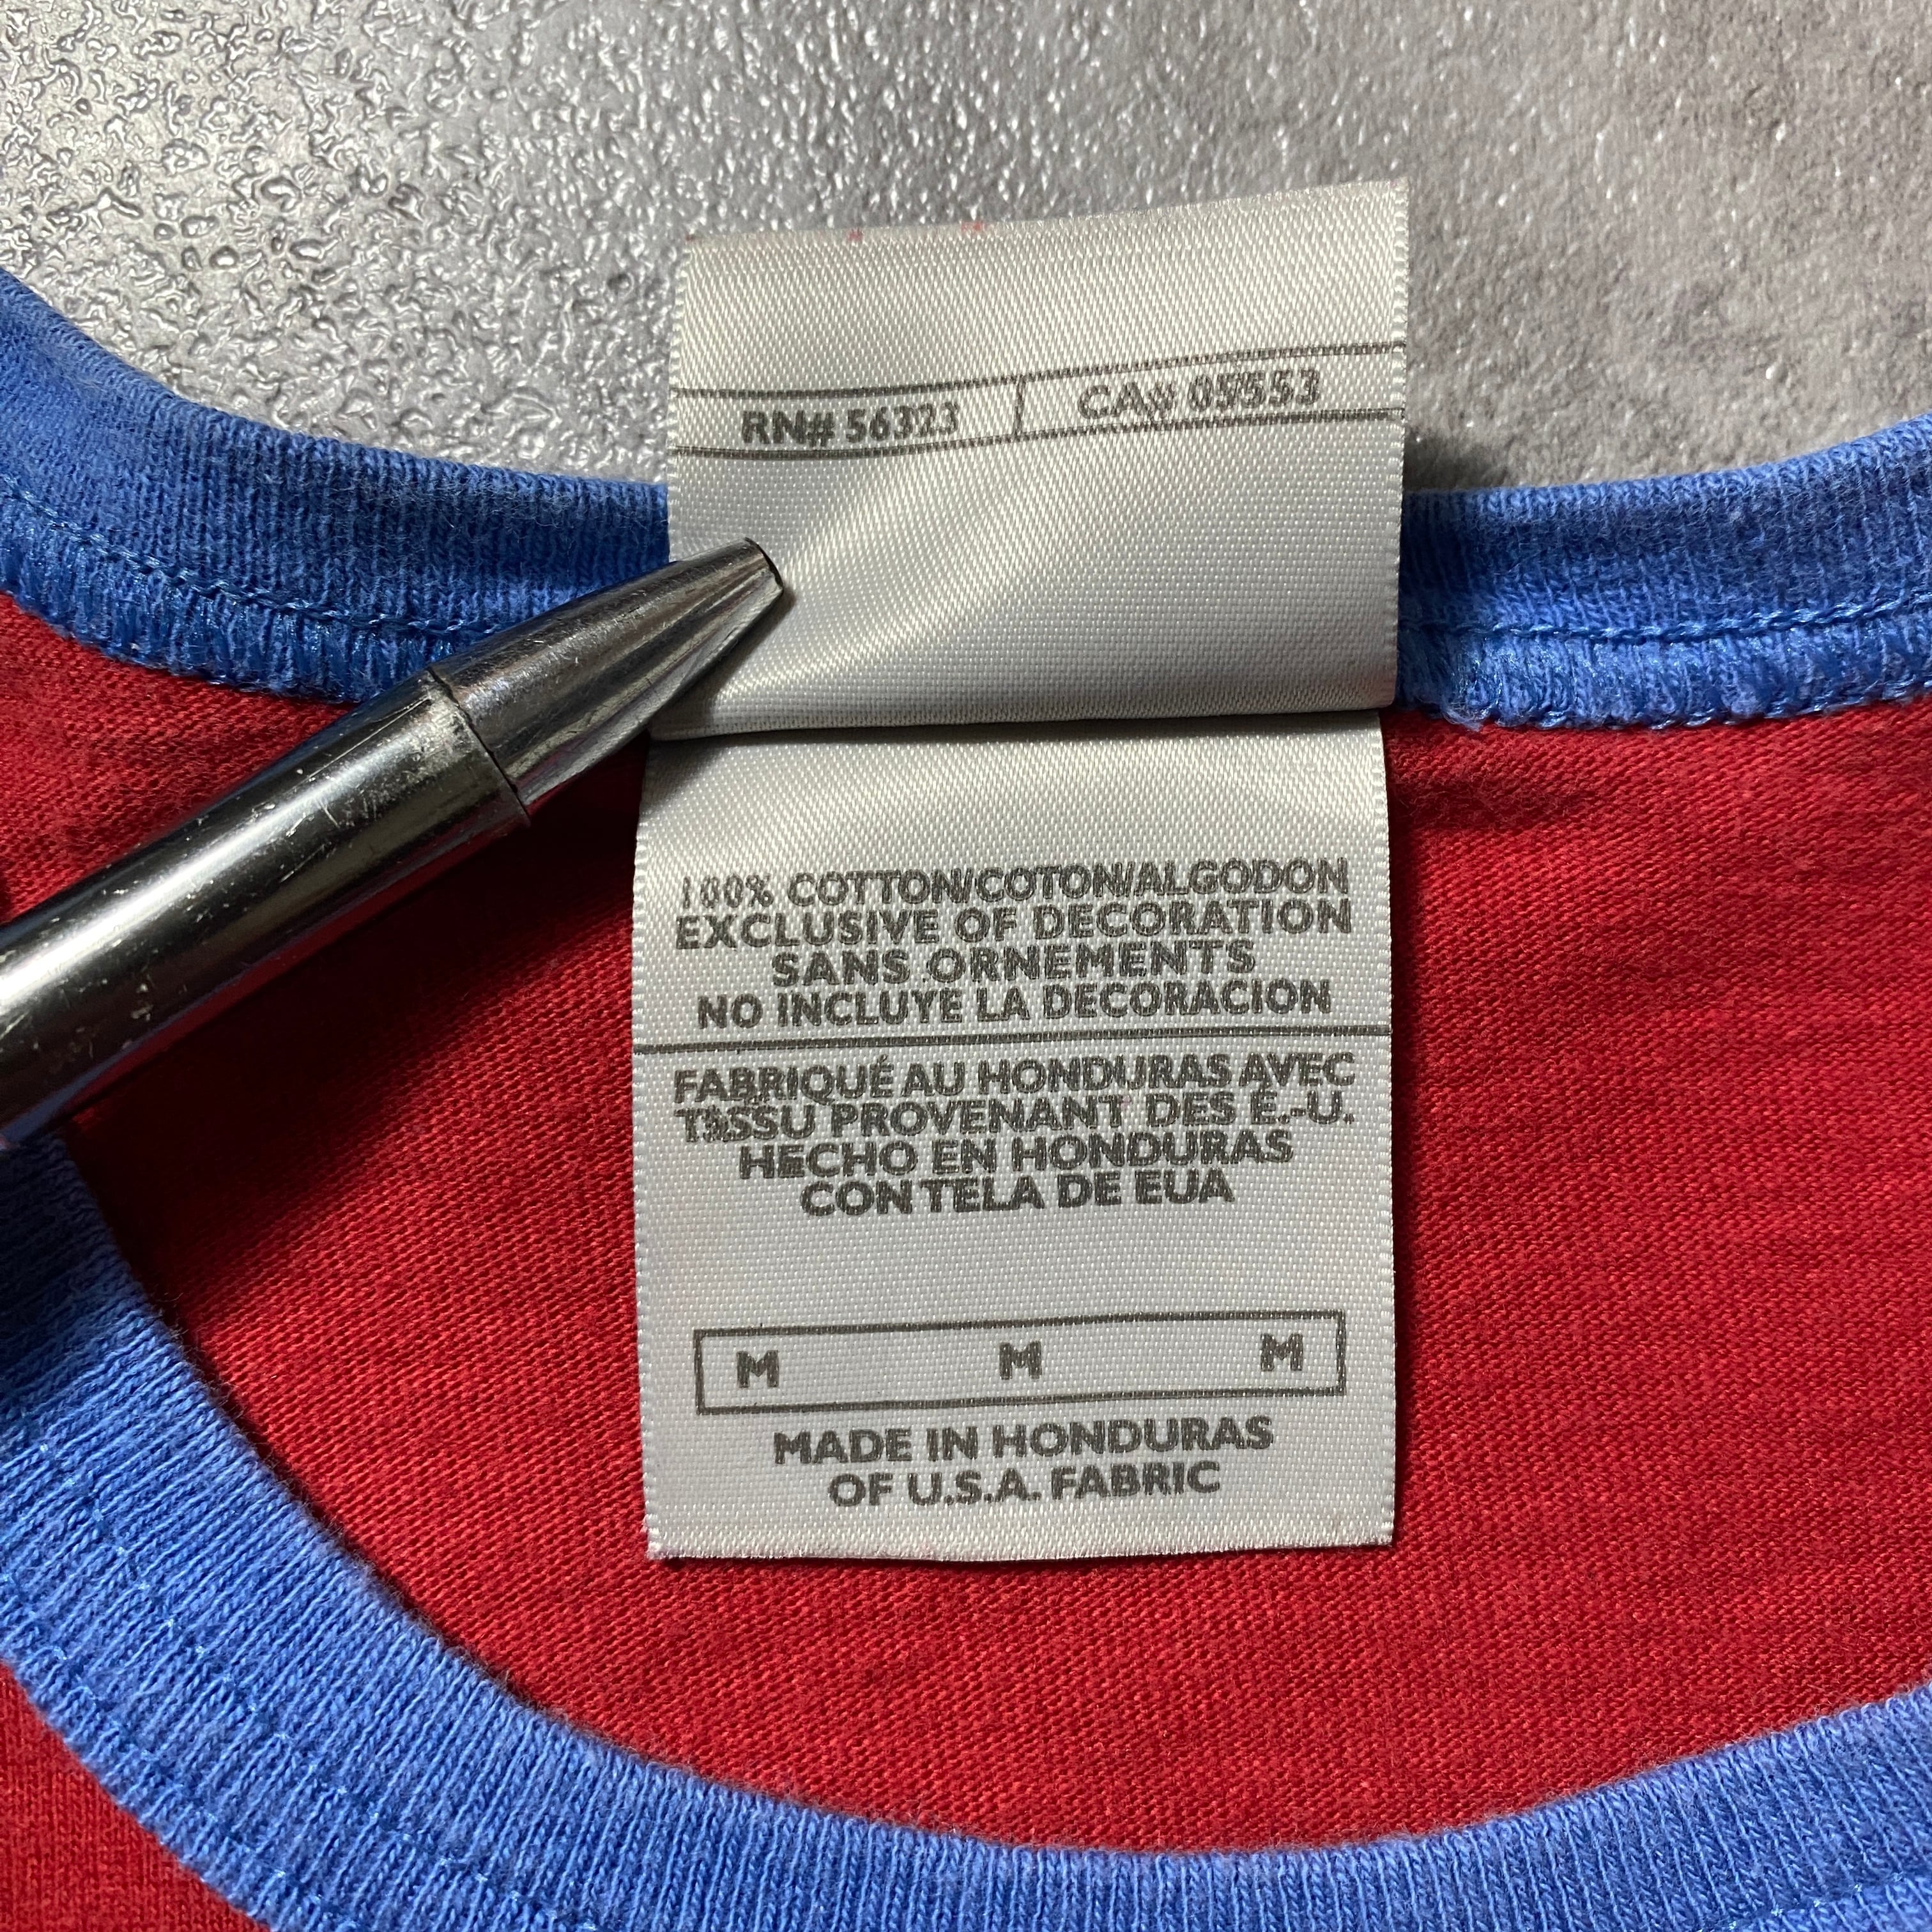 RN# 56323 CA# 05553
100% COTTON/COTON/ALGODON
EXCLUSIVE OF DECORATION
SANS ORNEMENTS
NO INCLUYE LA DECORACION
FABRIQUÉ AU HONDURAS AVEC
TISSU PROVENANT DES É.-U.
HECHO EN HONDURAS
CON TELA DE EUA
M M M
MADE IN HONDURAS
OF U.S.A. FABRIC